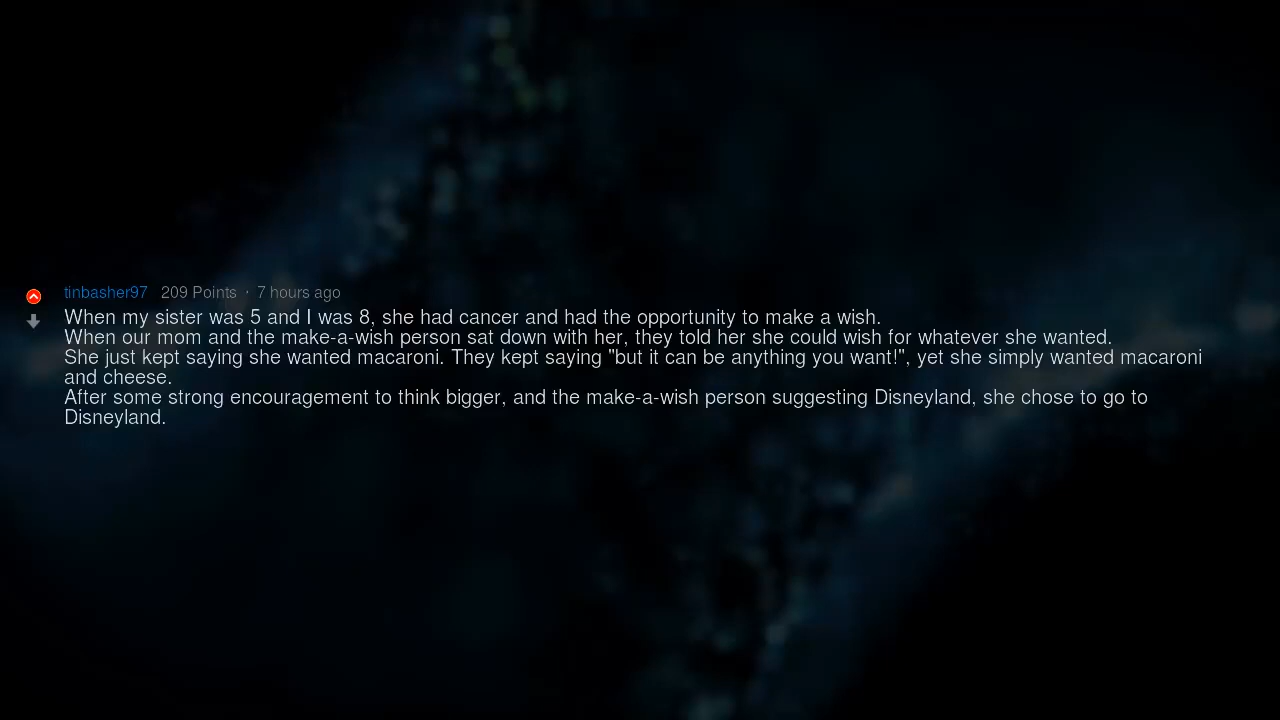 tinbasher97 209 Points · 7 hours ago
When my sister was 5 and I was 8, she had cancer and had the opportunity to make a wish.
When our mom and the make-a-wish person sat down with her, they told her she could wish for whatever she wanted.
She just kept saying she wanted macaroni. They kept saying "but it can be anything you want!", yet she simply wanted macaroni
and cheese.
After some strong encouragement to think bigger, and the make-a-wish person suggesting Disneyland, she chose to go to
Disneyland.